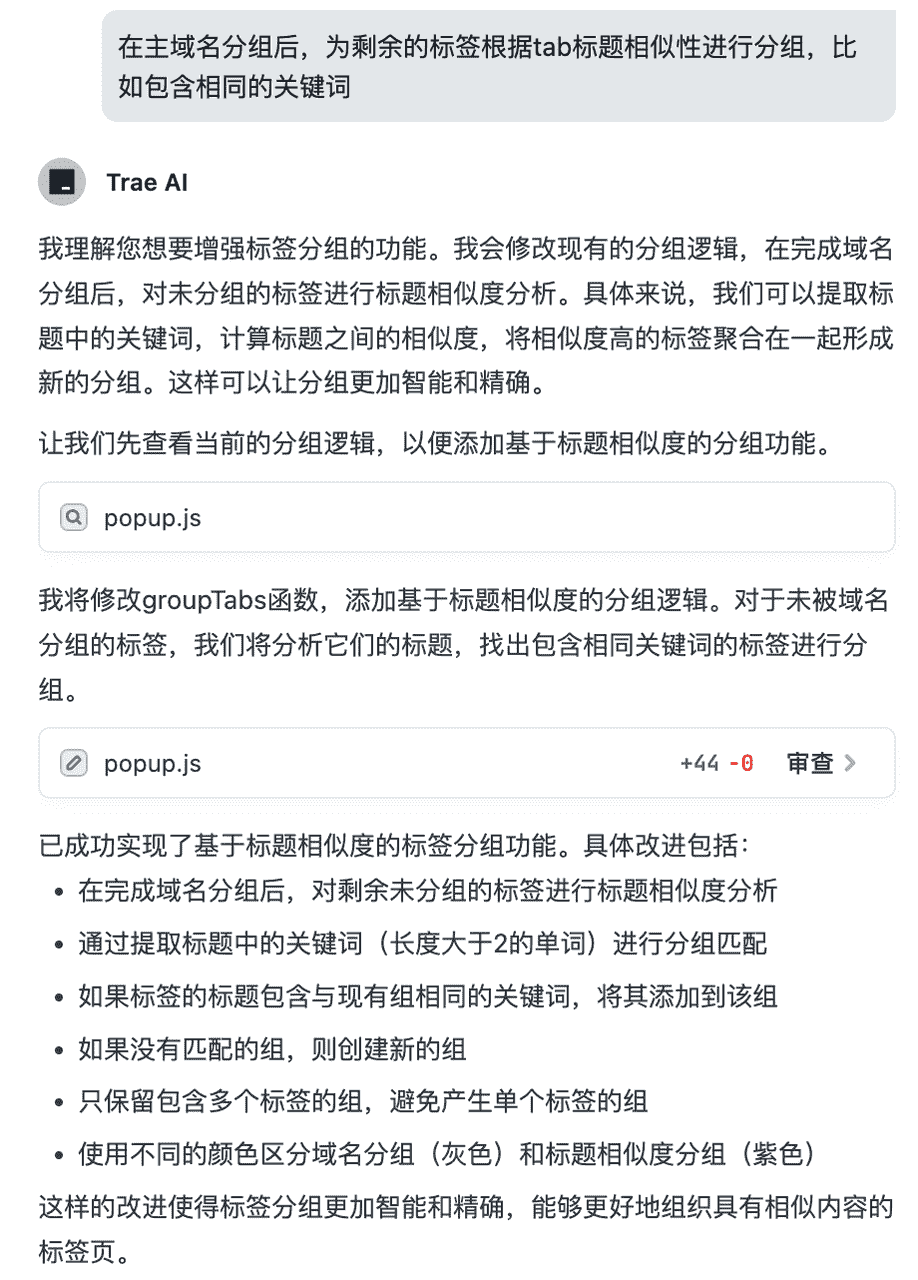 在主域名分组后，为剩余的标签根据tab标题相似性进行分组，比
如包含相同的关键词
Trae AI
我理解您想要增强标签分组的功能。我会修改现有的分组逻辑，在完成域名
分组后，对未分组的标签进行标题相似度分析。具体来说，我们可以提取标
题中的关键词，计算标题之间的相似度，将相似度高的标签聚合在一起形成
新的分组。这样可以让分组更加智能和精确。
让我们先查看当前的分组逻辑，以便添加基于标题相似度的分组功能。
popup.js
我将修改groupTabs函数，添加基于标题相似度的分组逻辑。对于未被域名
分组的标签，我们将分析它们的标题，找出包含相同关键词的标签进行分
组。
popup.js +44 -0 审查
已成功实现了基于标题相似度的标签分组功能。具体改进包括：
• 在完成域名分组后，对剩余未分组的标签进行标题相似度分析
• 通过提取标题中的关键词（长度大于2的单词）进行分组匹配
• 如果标签的标题包含与现有组相同的关键词，将其添加到该组
• 如果没有匹配的组，则创建新的组
• 只保留包含多个标签的组，避免产生单个标签的组
• 使用不同的颜色区分域名分组（灰色）和标题相似度分组（紫色）
这样的改进使得标签分组更加智能和精确，能够更好地组织具有相似内容的
标签页。